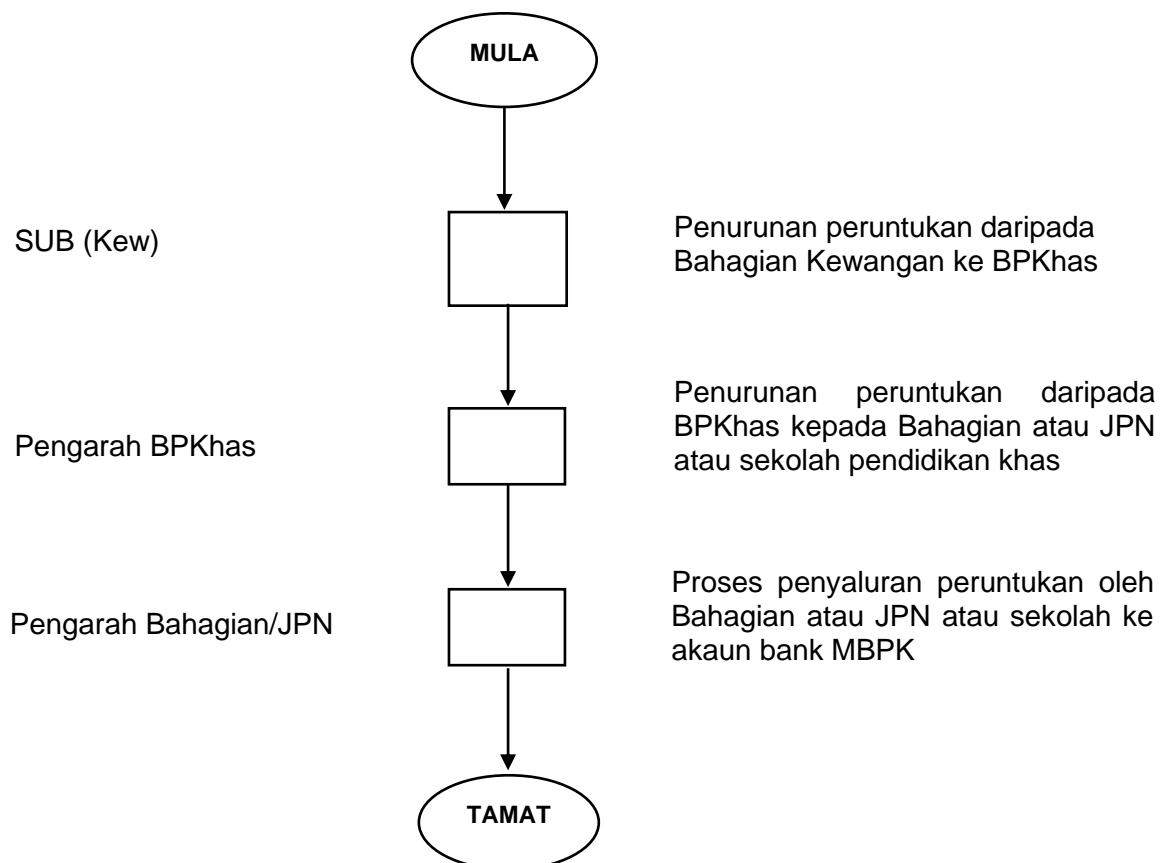 MULA
SUB (Kew)
Penurunan peruntukan daripada
Bahagian Kewangan ke BPKhas
Pengarah BPKhas
Penurunan peruntukan daripada
BPKhas kepada Bahagian atau JPN
atau sekolah pendidikan khas
Pengarah Bahagian/JPN
Proses penyaluran peruntukan oleh
Bahagian atau JPN atau sekolah ke
akaun bank MBPK
TAMAT